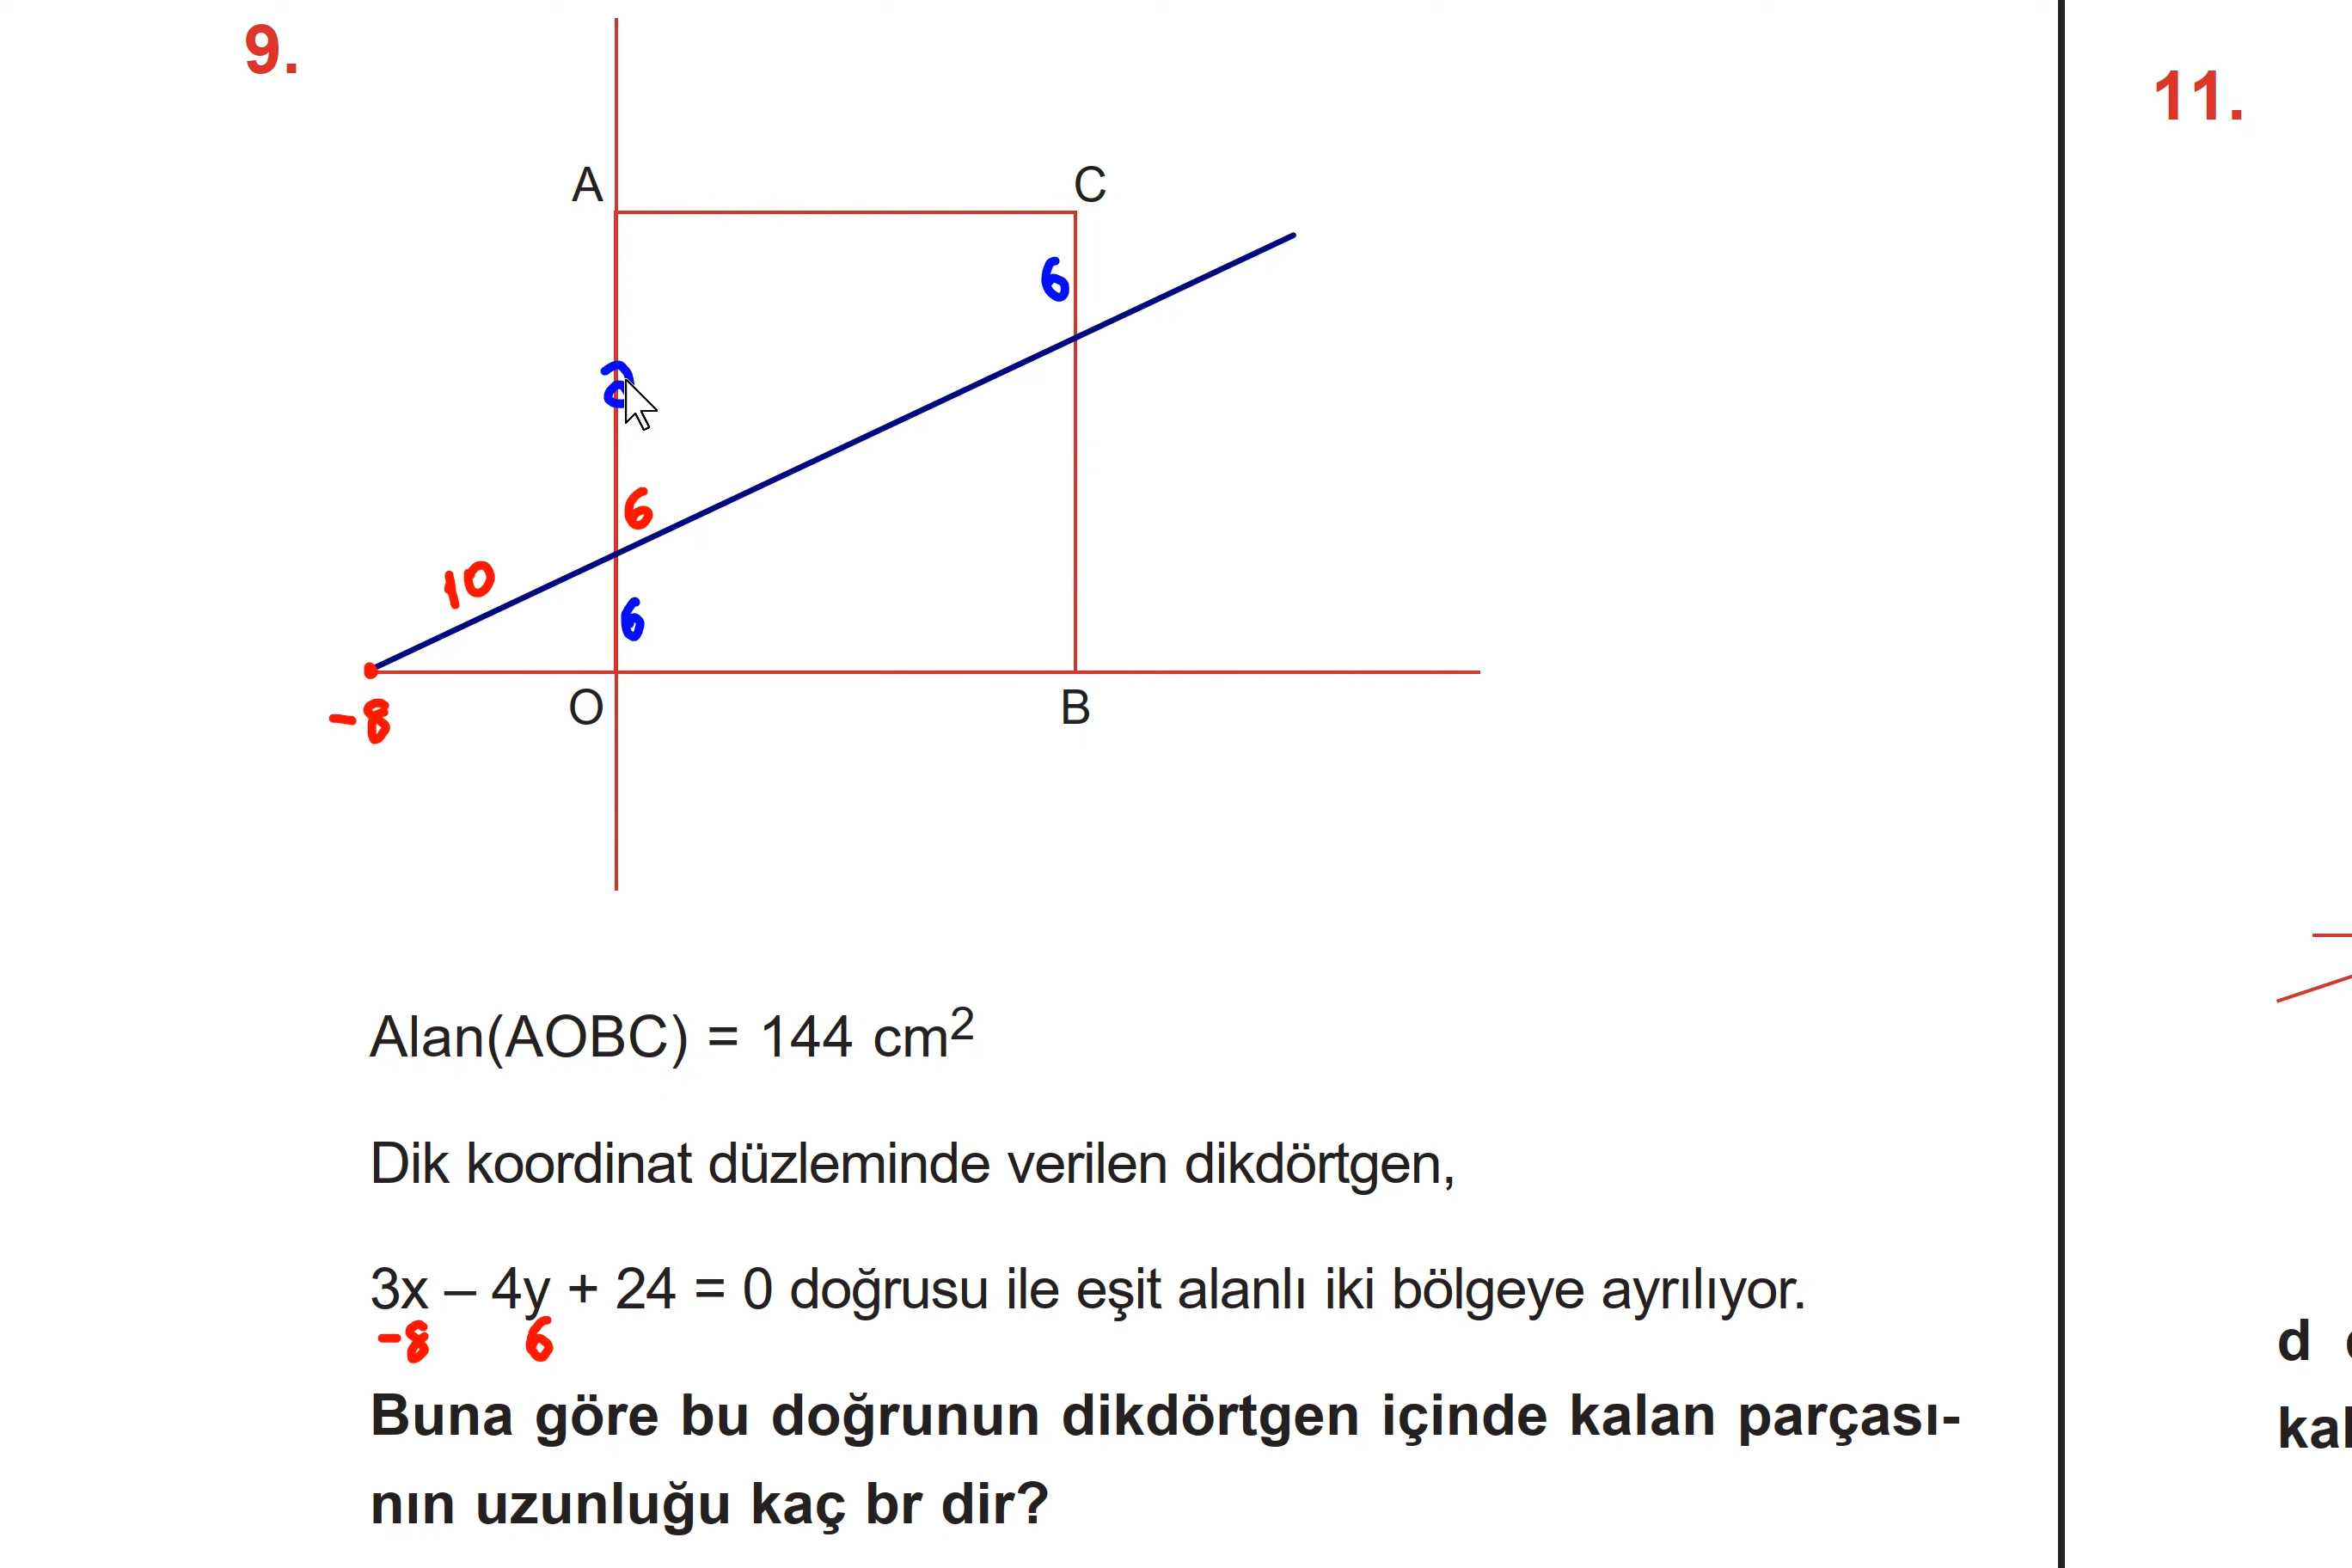 9.
11.
A
C
6
2
6
10
6
O
B
-8
Alan(AOBC) = 144 cm²
Dik koordinat düzleminde verilen dikdörtgen,
3x – 4y + 24 = 0 doğrusu ile eşit alanlı iki bölgeye ayrılıyor.
-8 6
d
Buna göre bu doğrunun dikdörtgen içinde kalan parçası-
kal
nın uzunluğu kaç br dir?